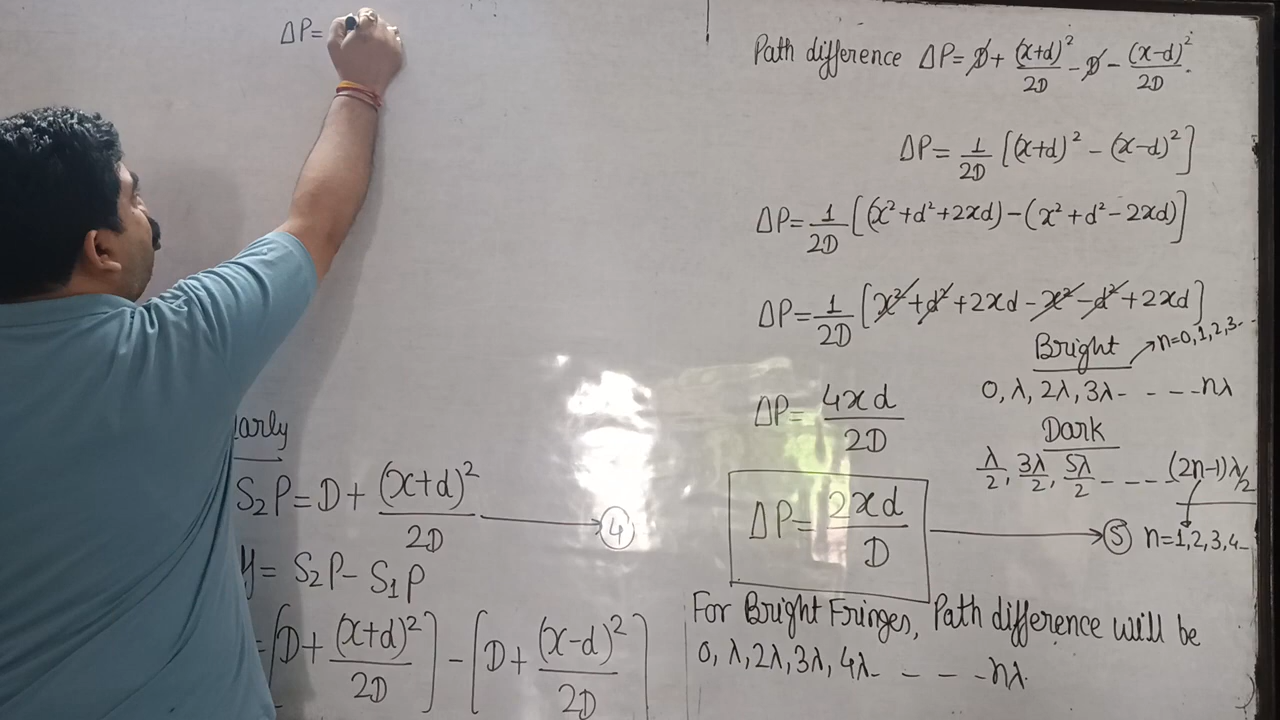 ΔP=
arly
S₂P = D + (x+d)²/2D → ④
= S₂P - S₁P
= [D + (x+d)²/2D] - [D + (x-d)²/2D]
Path difference ΔP = D + (x+d)²/2D - D - (x-d)²/2D
ΔP = 1/2D [(x+d)² - (x-d)²]
ΔP = 1/2D [(x²+d²+2xd) - (x²+d²-2xd)]
ΔP = 1/2D [x²+d²+2xd-x²-d²+2xd]
Bright → n=0,1,2,3--
0, λ, 2λ, 3λ- - - -nλ
ΔP = 4xd/2D
Dark
λ/2, 3λ/2, 5λ/2 - - - (2n-1)λ/2
n=1,2,3,4-
ΔP = 2xd/D → ⑤
For Bright Fringes, Path difference will be
0, λ, 2λ, 3λ, 4λ- - - -nλ.